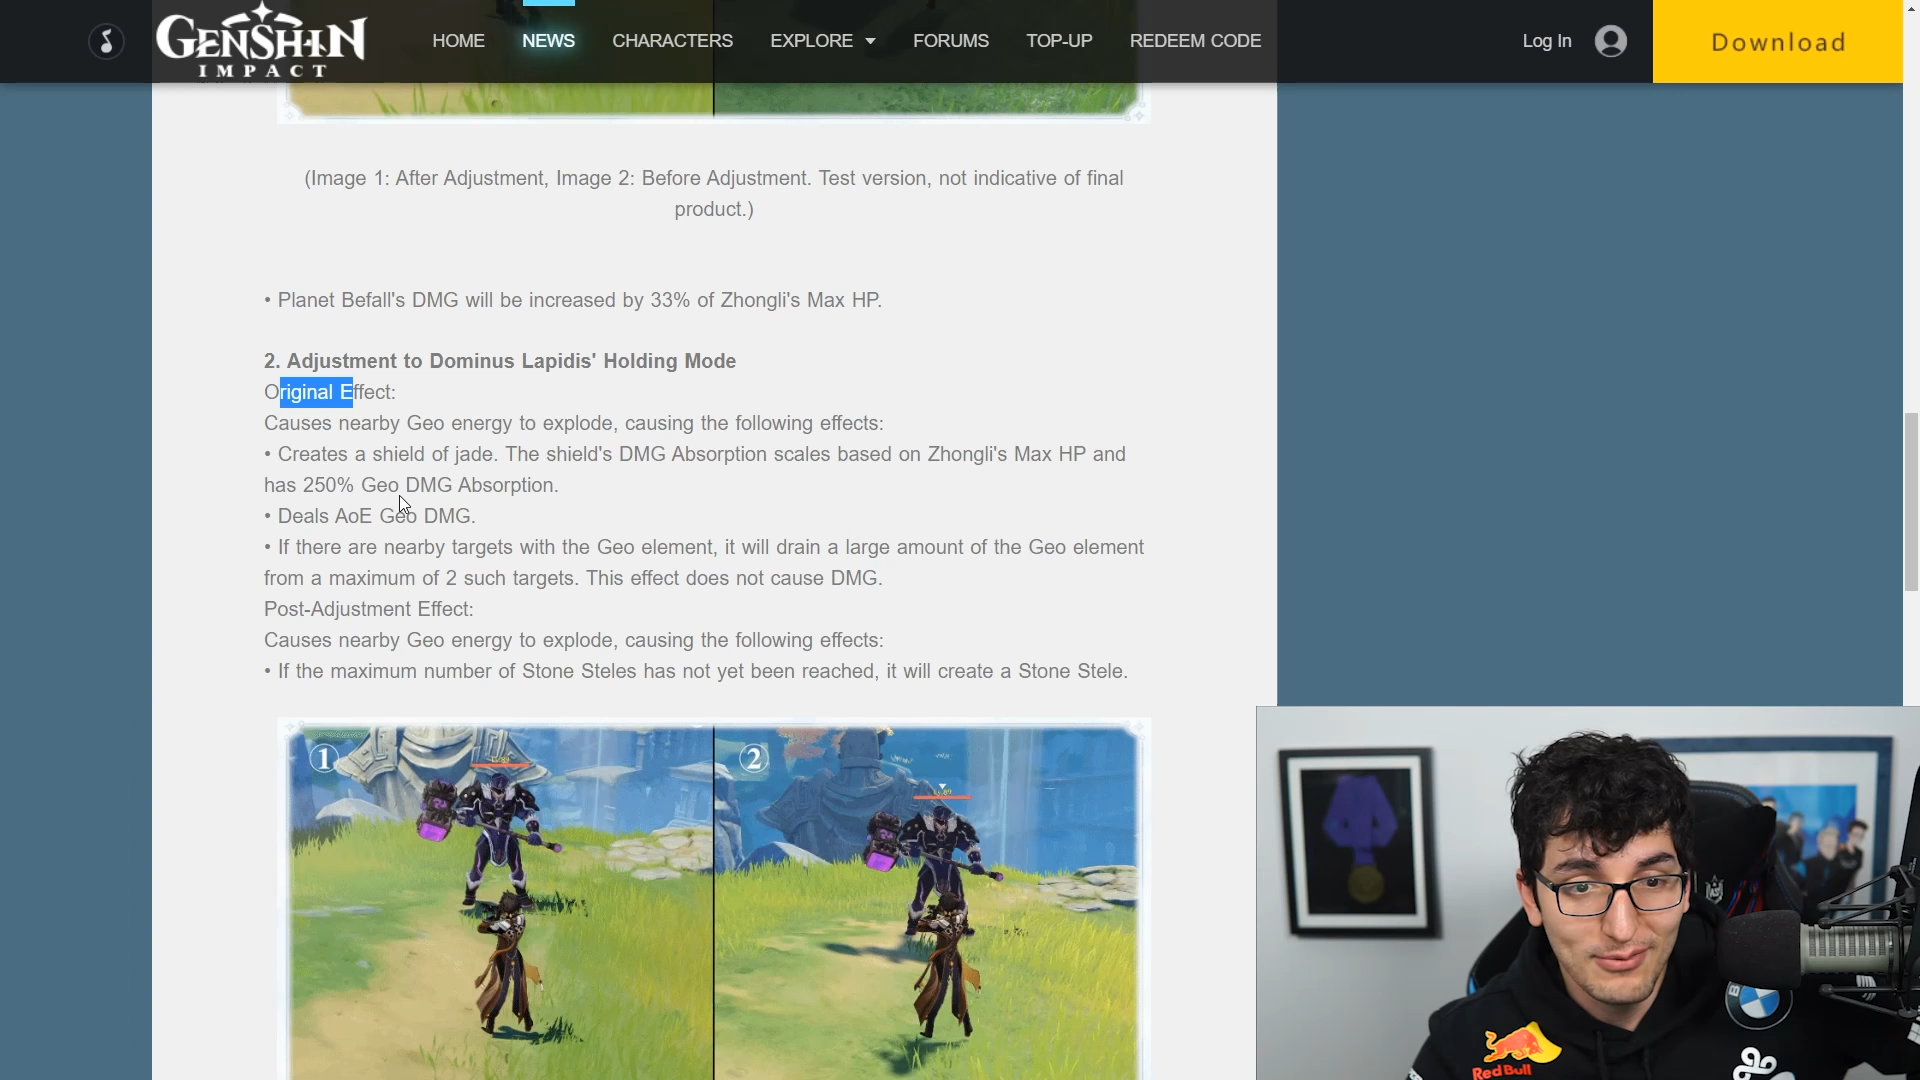 GENSHIN
IMPACT
HOME
NEWS
CHARACTERS
EXPLORE
FORUMS
TOP-UP
REDEEM CODE
Log In
Download
(Image 1: After Adjustment, Image 2: Before Adjustment. Test version, not indicative of final
product.)
• Planet Befall's DMG will be increased by 33% of Zhongli's Max HP.
2. Adjustment to Dominus Lapidis' Holding Mode
Original Effect:
Causes nearby Geo energy to explode, causing the following effects:
• Creates a shield of jade. The shield's DMG Absorption scales based on Zhongli's Max HP and
has 250% Geo DMG Absorption.
• Deals AoE Geo DMG.
• If there are nearby targets with the Geo element, it will drain a large amount of the Geo element
from a maximum of 2 such targets. This effect does not cause DMG.
Post-Adjustment Effect:
Causes nearby Geo energy to explode, causing the following effects:
• If the maximum number of Stone Steles has not yet been reached, it will create a Stone Stele.
1
2
Red Bull